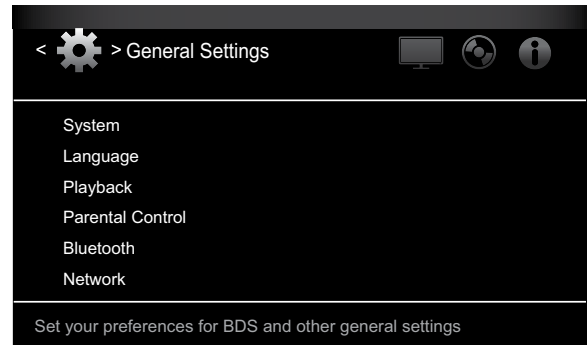 < > General Settings
System
Language
Playback
Parental Control
Bluetooth
Network
Set your preferences for BDS and other general settings